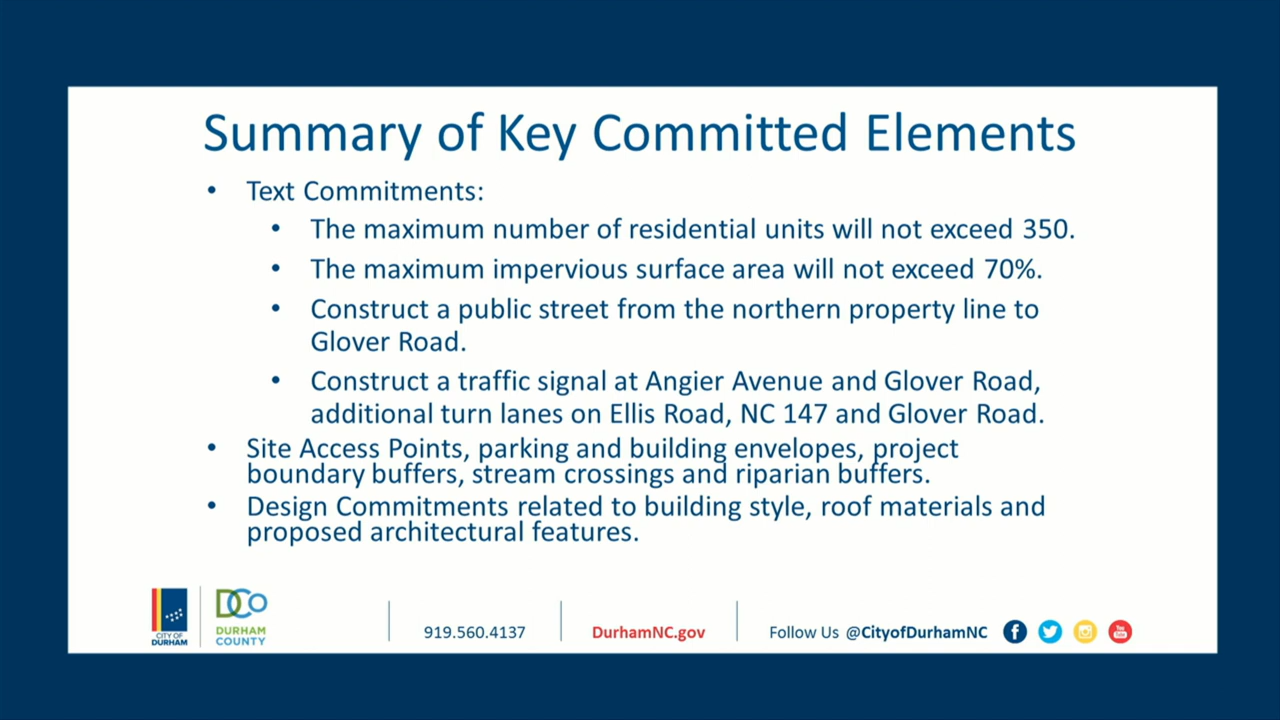 Summary of Key Committed Elements
• Text Commitments:
• The maximum number of residential units will not exceed 350.
• The maximum impervious surface area will not exceed 70%.
• Construct a public street from the northern property line to
Glover Road.
• Construct a traffic signal at Angier Avenue and Glover Road,
additional turn lanes on Ellis Road, NC 147 and Glover Road.
• Site Access Points, parking and building envelopes, project
boundary buffers, stream crossings and riparian buffers.
• Design Commitments related to building style, roof materials and
proposed architectural features.
CITY OF
DURHAM
DCo
DURHAM
COUNTY
919.560.4137
DurhamNC.gov
Follow Us @CityofDurhamNC